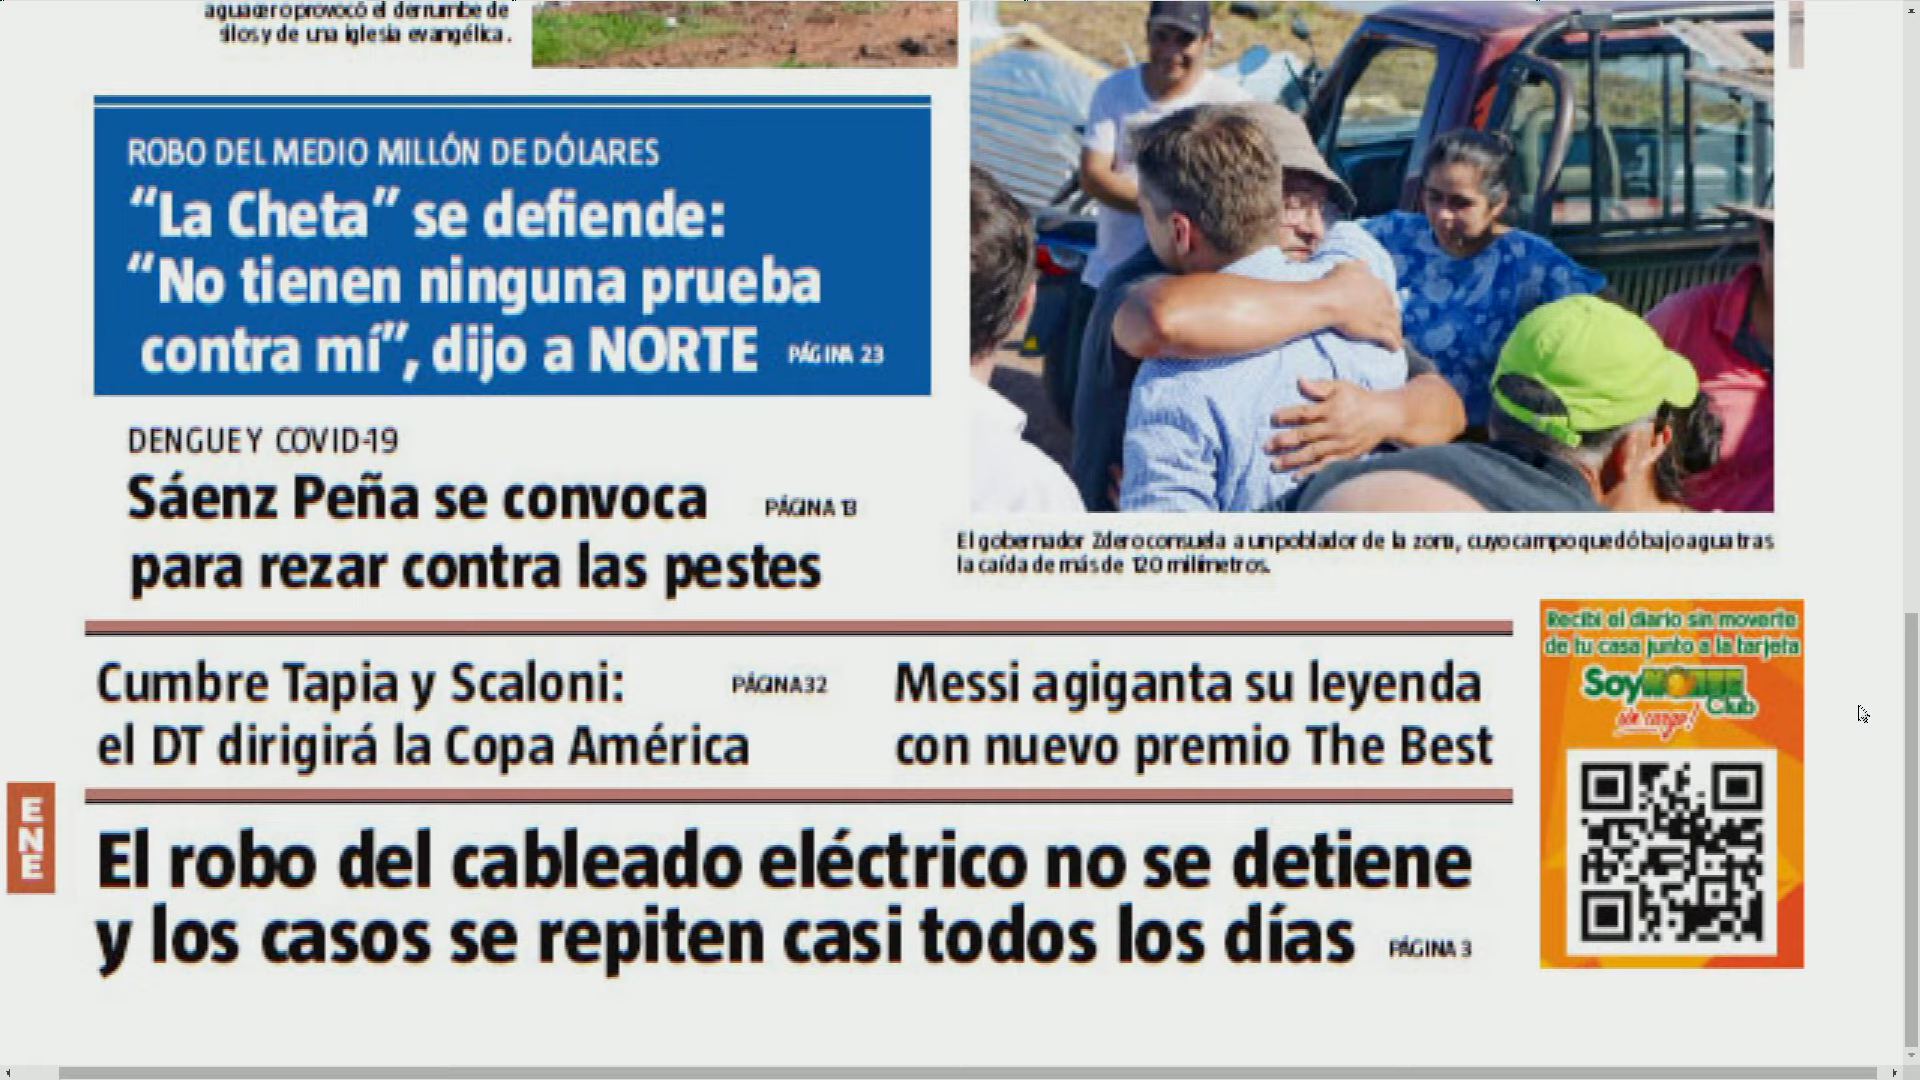 aguacero provocó el derrumbe de
silos y de una iglesia evangélica.
ROBO DEL MEDIO MILLÓN DE DÓLARES
“La Cheta” se defiende:
“No tienen ninguna prueba
contra mí”, dijo a NORTE PÁGINA 23
DENGUE Y COVID-19
Sáenz Peña se convoca PÁGINA 13
para rezar contra las pestes
El gobernador Zdero consuela a un poblador de la zona, cuyo campo quedó bajo agua tras
la caída de más de 120 milímetros.
Cumbre Tapia y Scaloni: PÁGINA 32
el DT dirigirá la Copa América
Messi agiganta su leyenda
con nuevo premio The Best
Recibí el diario sin moverte
de tu casa junto a la tarjeta
Soy NORTE
Club
¡sin cargo!
ENE
El robo del cableado eléctrico no se detiene
y los casos se repiten casi todos los días PÁGINA 3